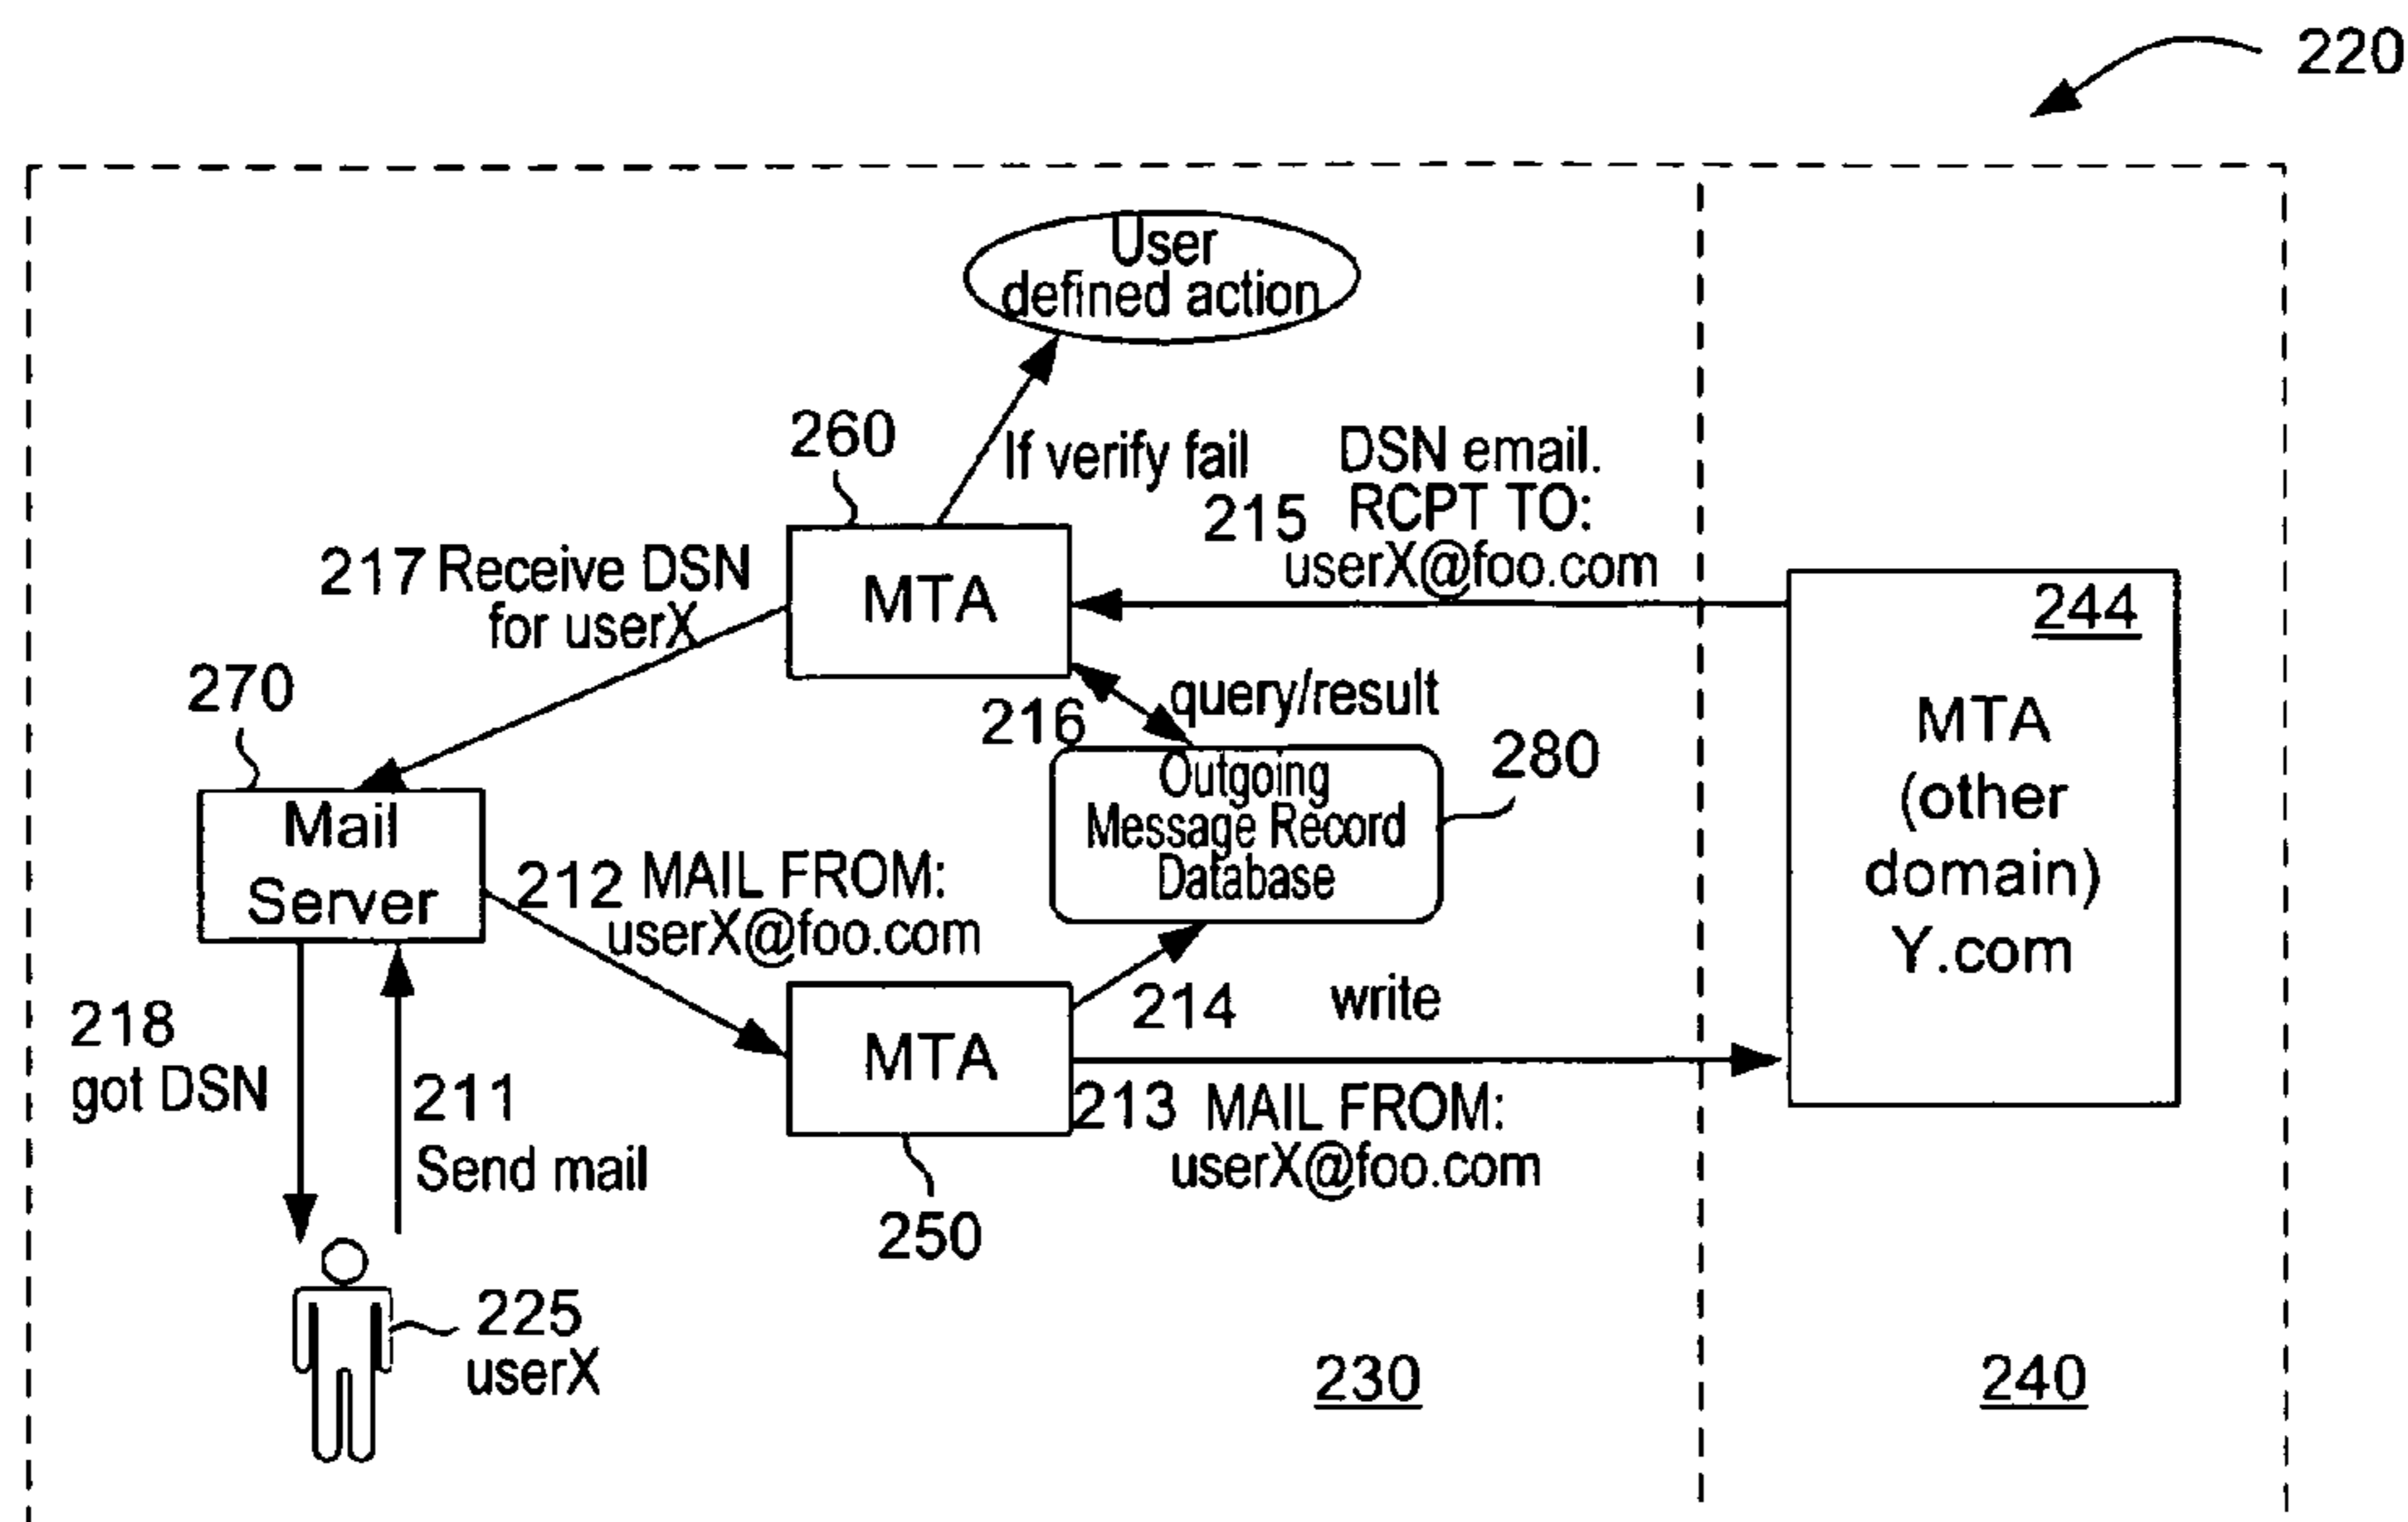 220
User
defined action
260
If verify fail
DSN email.
215 RCPT TO:
userX@foo.com
217 Receive DSN
for userX
MTA
244
MTA
(other
domain)
Y.com
270
216
query/result
280
Outgoing
Message Record
Database
Mail
Server
212 MAIL FROM:
userX@foo.com
218
got DSN
211
Send mail
214
write
MTA
213 MAIL FROM:
userX@foo.com
250
225
userX
230
240